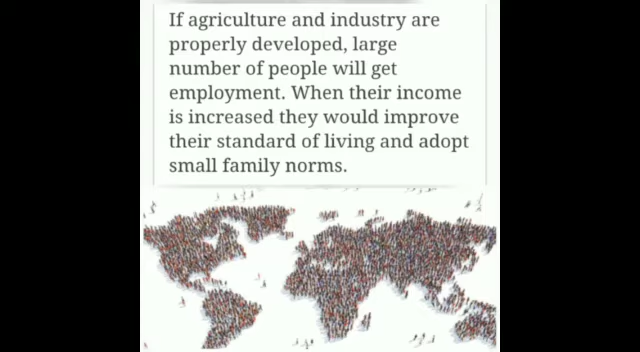 If agriculture and industry are
properly developed, large
number of people will get
employment. When their income
is increased they would improve
their standard of living and adopt
small family norms.